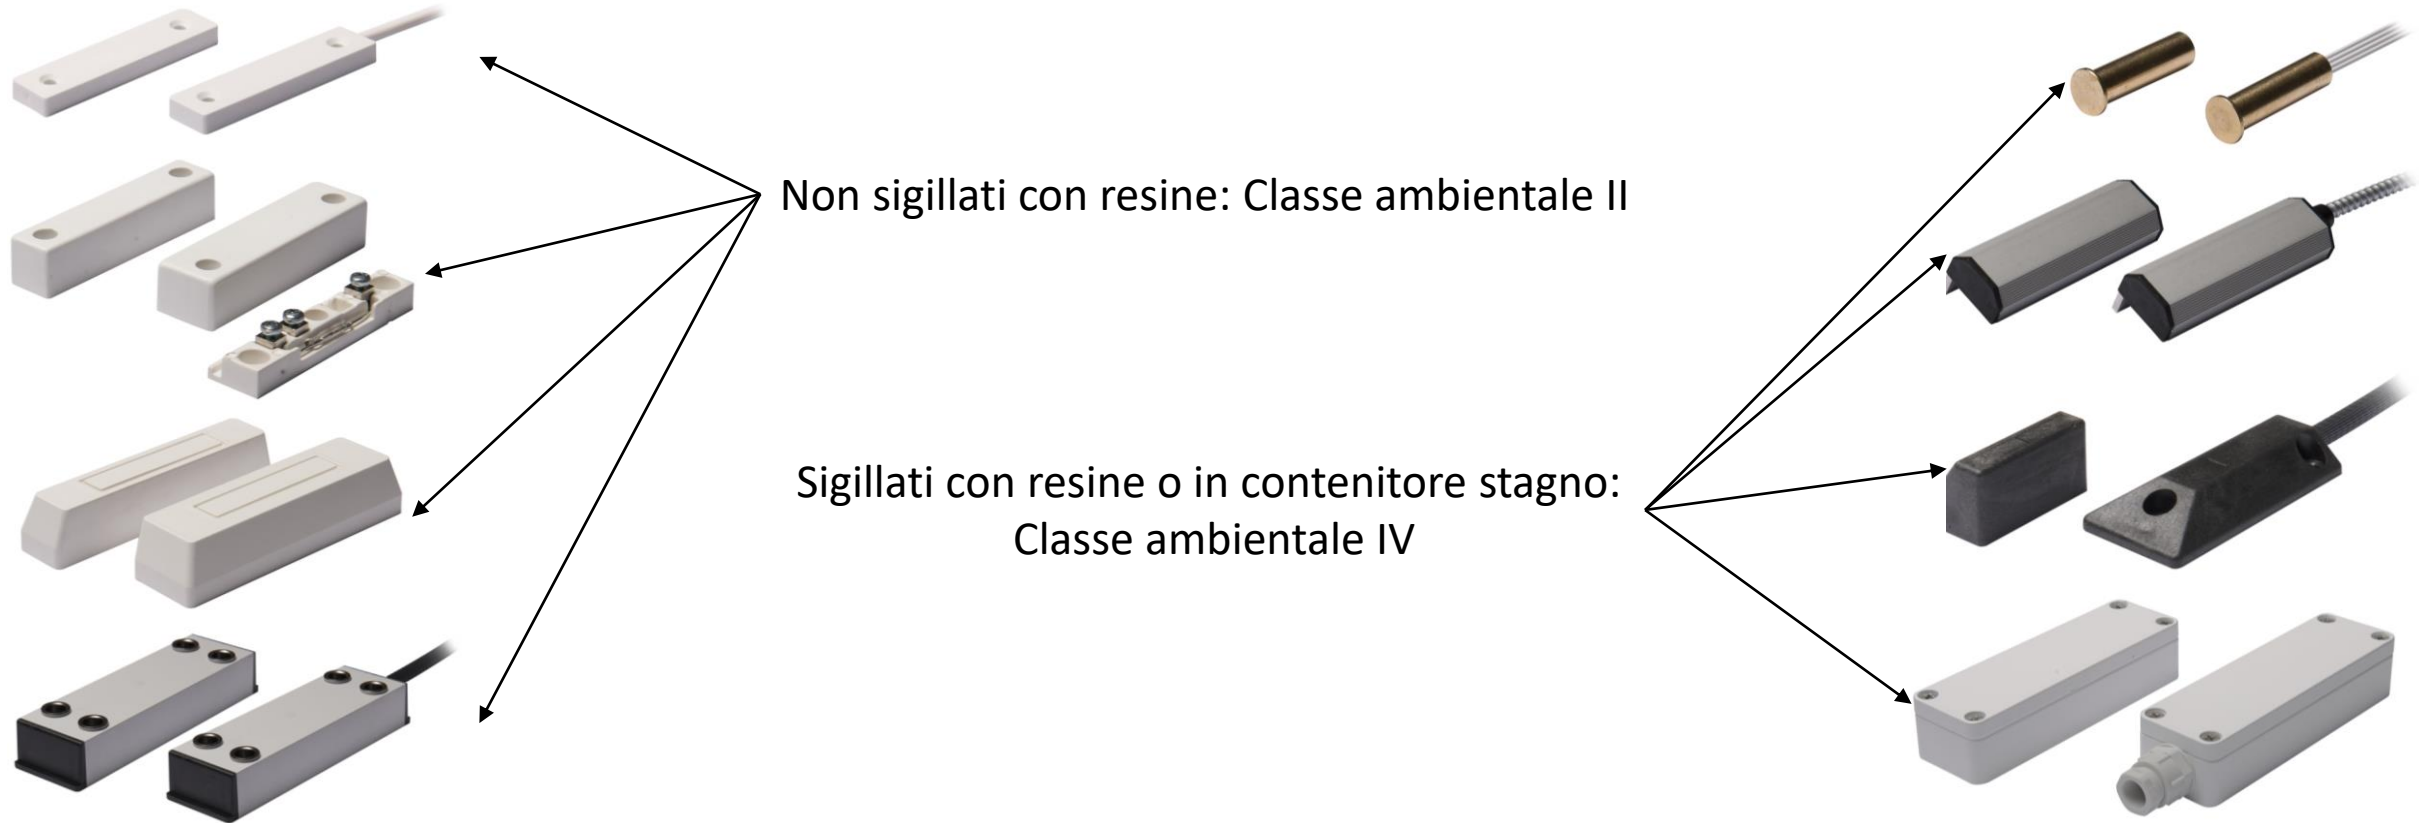 Non sigillati con resine: Classe ambientale II
Sigillati con resine o in contenitore stagno:
Classe ambientale IV